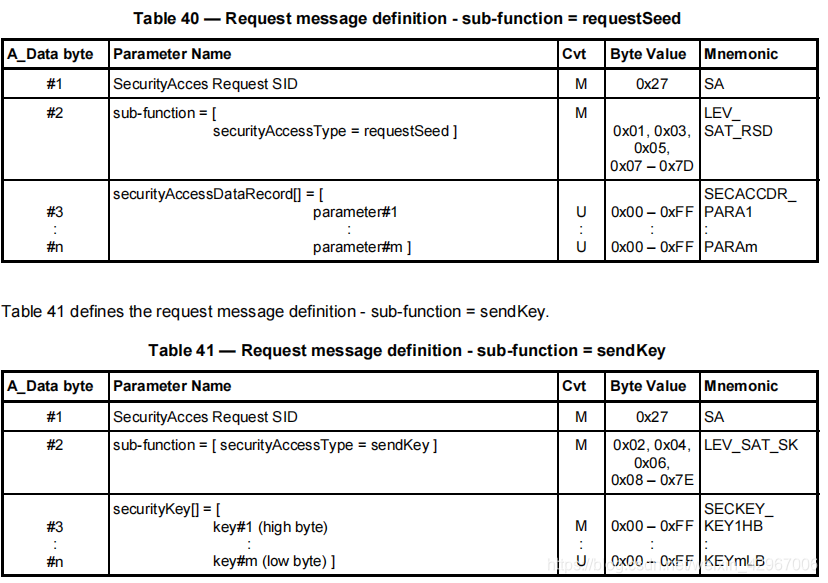 Table 40 — Request message definition - sub-function = requestSeed
A_Data byte Parameter Name Cvt Byte Value Mnemonic
#1 SecurityAcces Request SID M 0x27 SA
#2 sub-function = [ M LEV_
securityAccessType = requestSeed ] 0x01, 0x03, SAT_RSD
0x05,
0x07 – 0x7D
securityAccessDataRecord[] = [ SECACCDR_
#3 parameter#1 U 0x00 – 0xFF PARA1
: : : : :
#n parameter#m ] U 0x00 – 0xFF PARAm
Table 41 defines the request message definition - sub-function = sendKey.
Table 41 — Request message definition - sub-function = sendKey
A_Data byte Parameter Name Cvt Byte Value Mnemonic
#1 SecurityAcces Request SID M 0x27 SA
#2 sub-function = [ securityAccessType = sendKey ] M 0x02, 0x04, LEV_SAT_SK
0x06,
0x08 – 0x7E
securityKey[] = [ SECKEY_
#3 key#1 (high byte) M 0x00 – 0xFF KEY1HB
: : : : :
#n key#m (low byte) ] U 0x00 – 0xFF KEYmLB